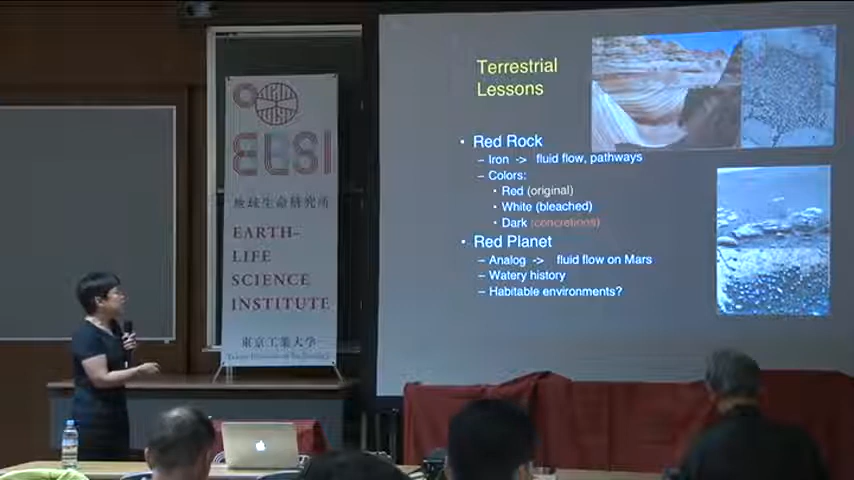 ELSI
地球生命研究所
EARTH-
LIFE
SCIENCE
INSTITUTE
東京工業大学
Terrestrial
Lessons
• Red Rock
– Iron -> fluid flow, pathways
– Colors:
• Red (original)
• White (bleached)
• Dark (concretions)
• Red Planet
– Analog -> fluid flow on Mars
– Watery history
– Habitable environments?